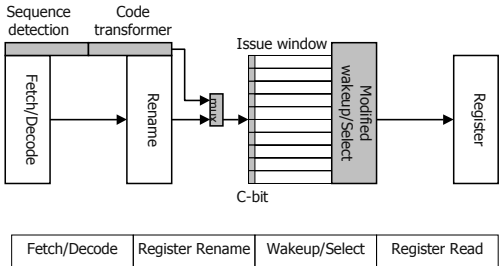 Sequence detection
Code transformer
Fetch/Decode
Rename
mux
Issue window
C-bit
Modified wakeup/Select
Register
Fetch/Decode
Register Rename
Wakeup/Select
Register Read